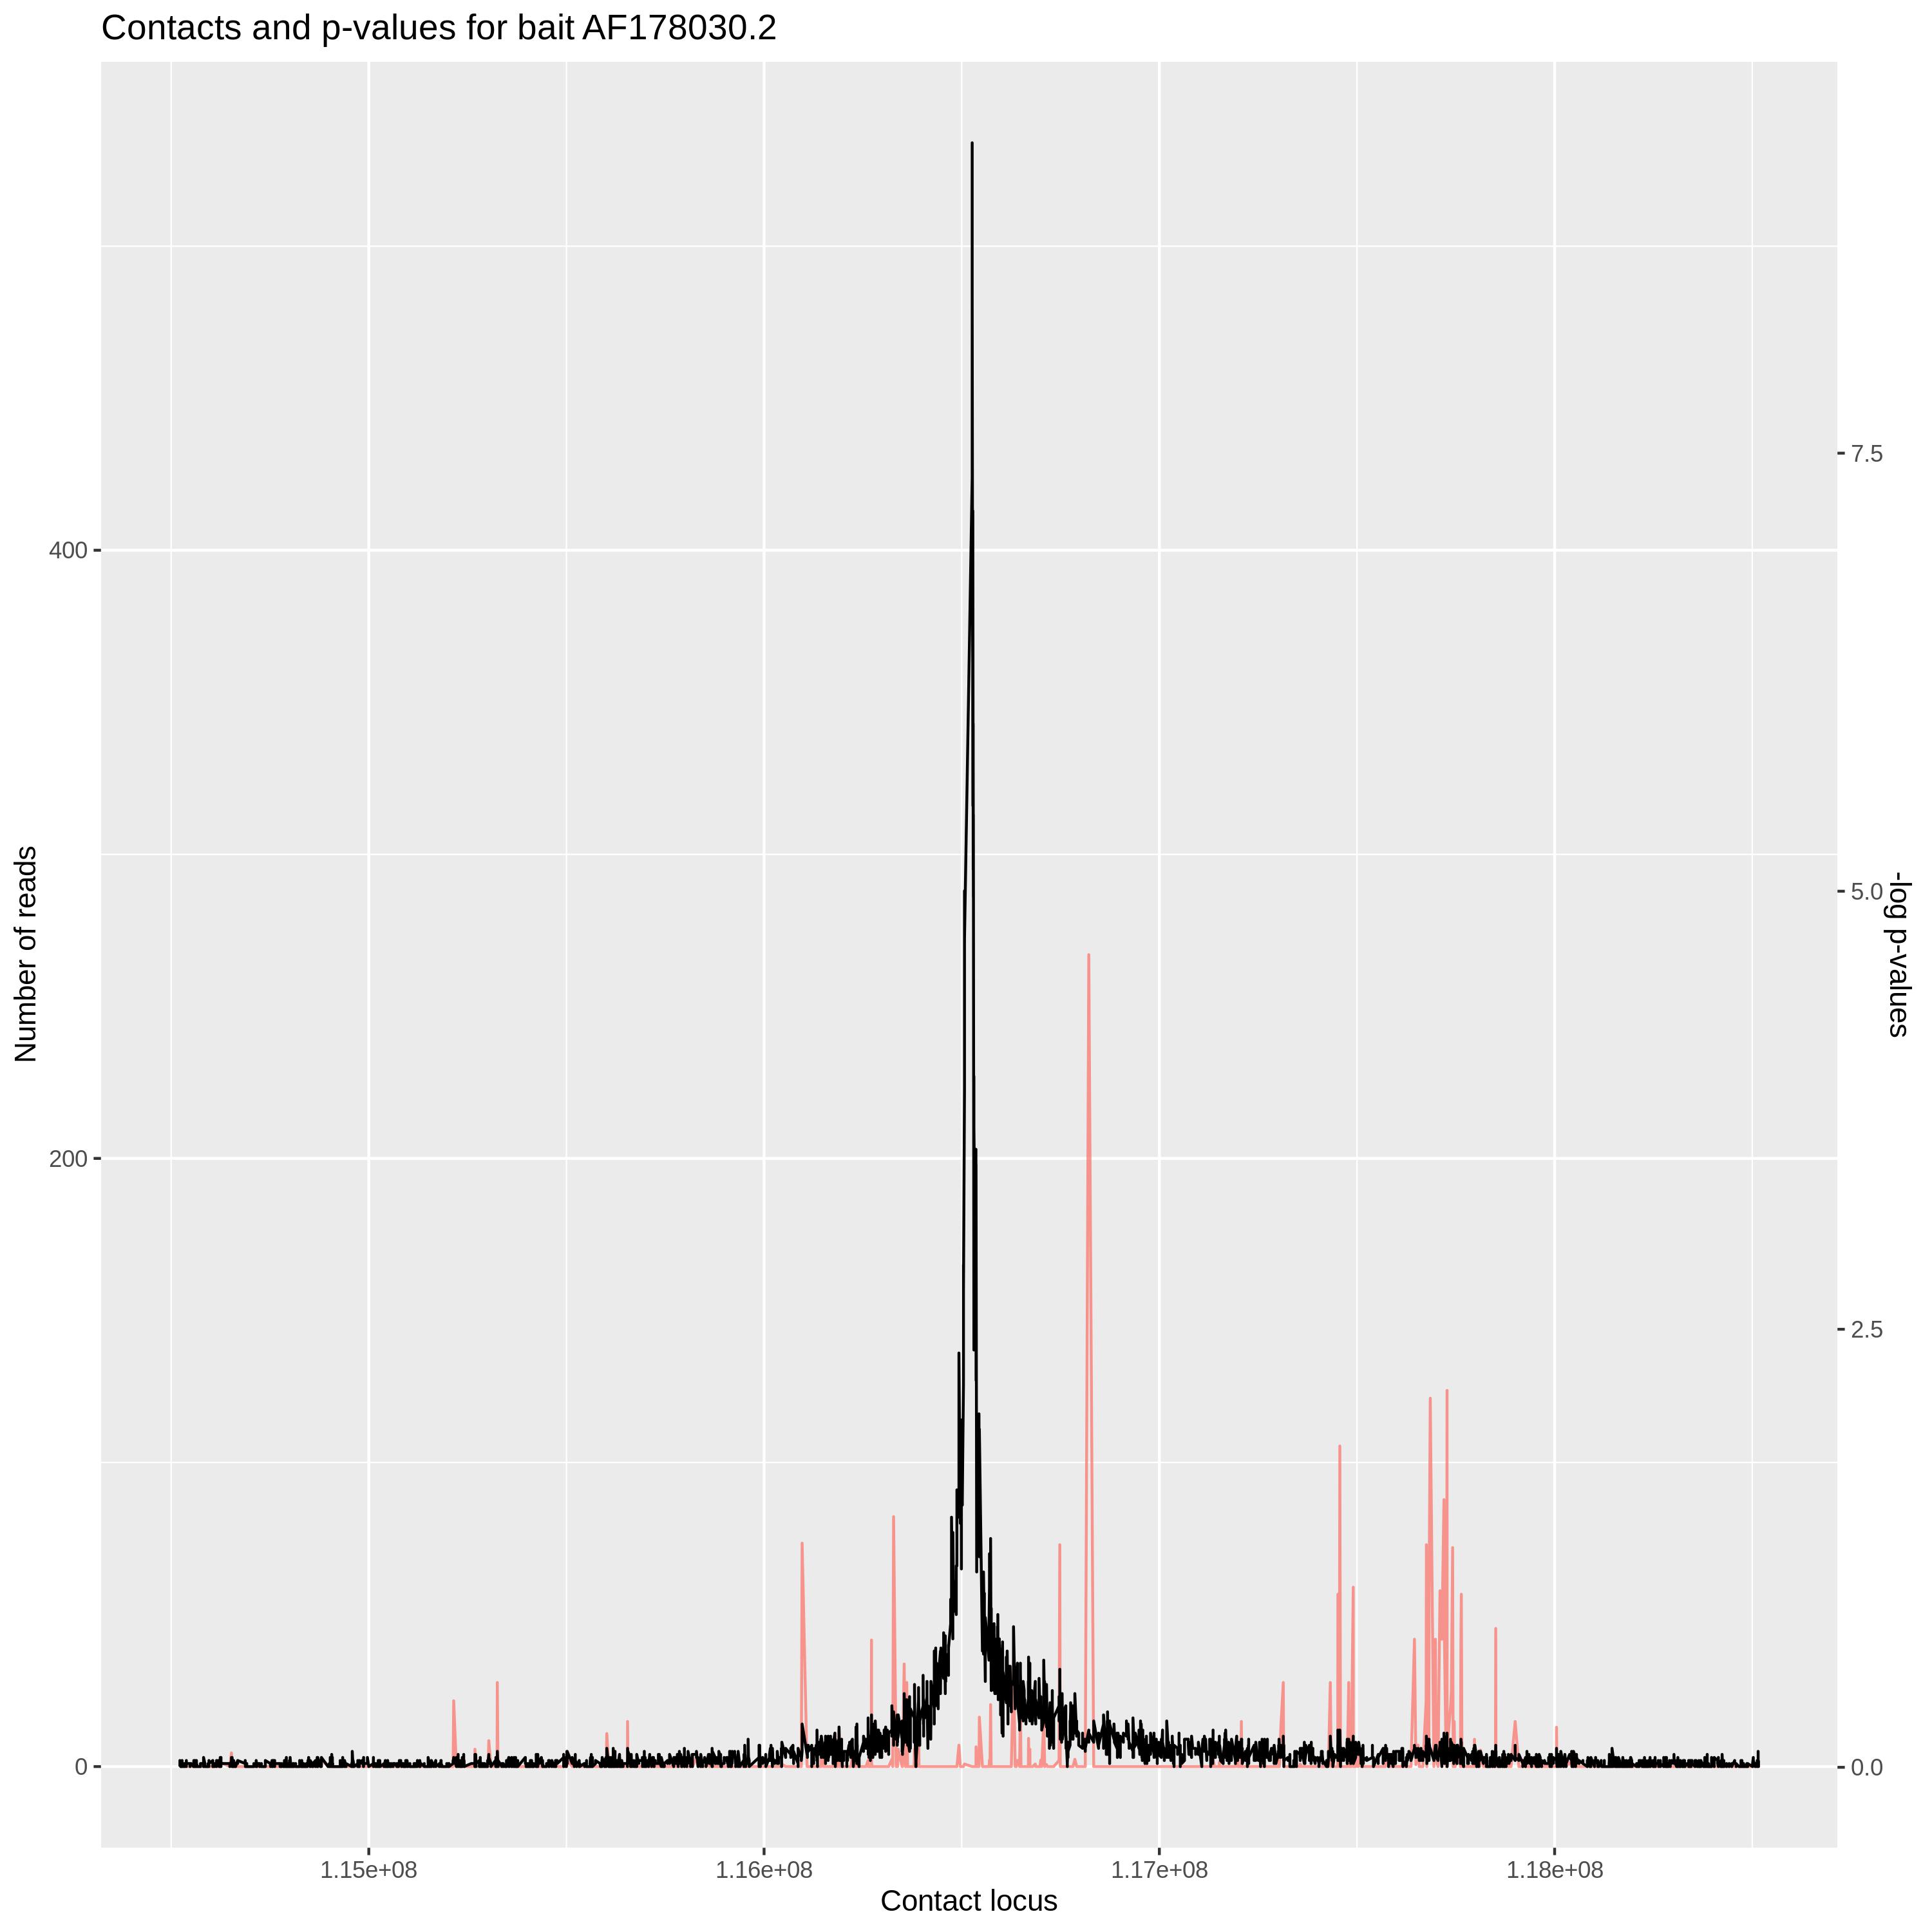 Contacts and p-values for bait AF178030.2
Number of reads
400
200
0
7.5
5.0
2.5
0.0
-log p-values
1.15e+08
1.16e+08
1.17e+08
1.18e+08
Contact locus